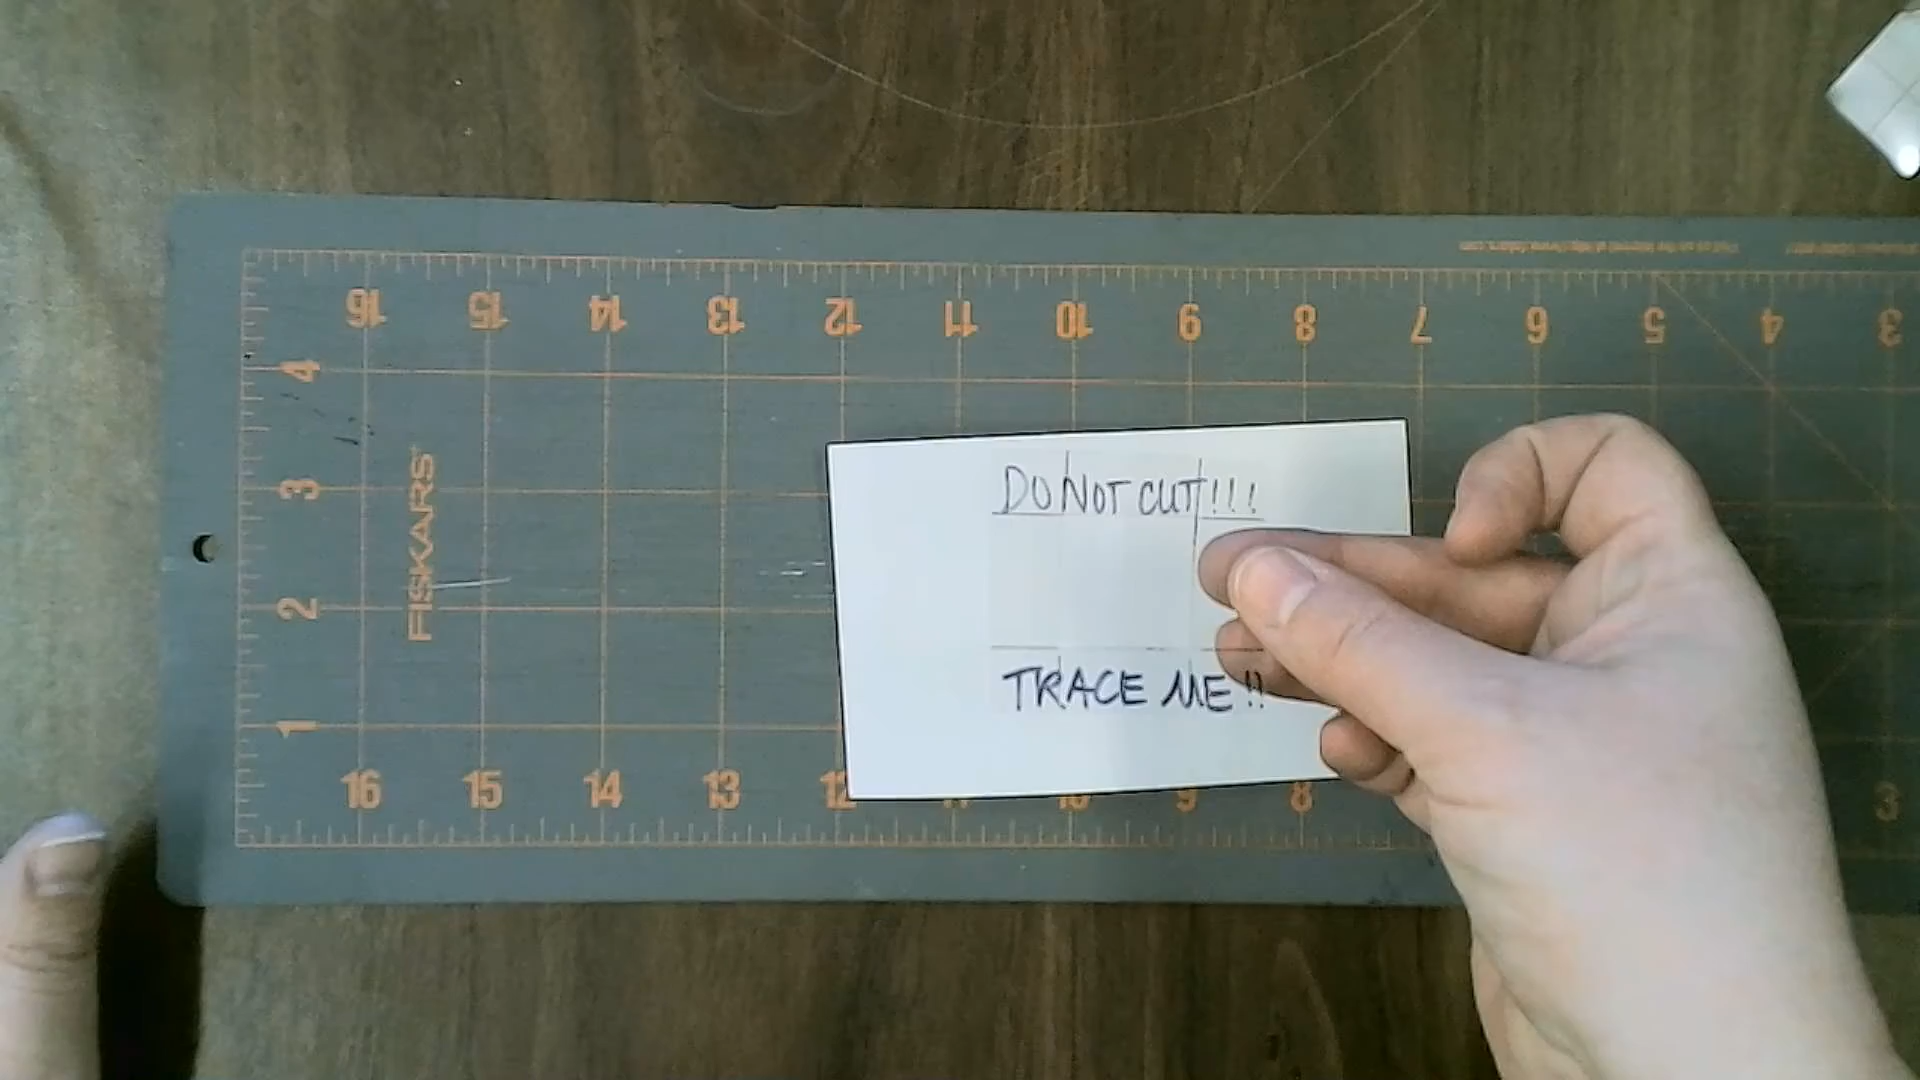 16 15 14 13 12 11 10 9 8 7 6 5 4 3
4
3
2
1
FISKARS
DO NOT CUT!!!
TRACE ME!!
16 15 14 13 12 9 8 3